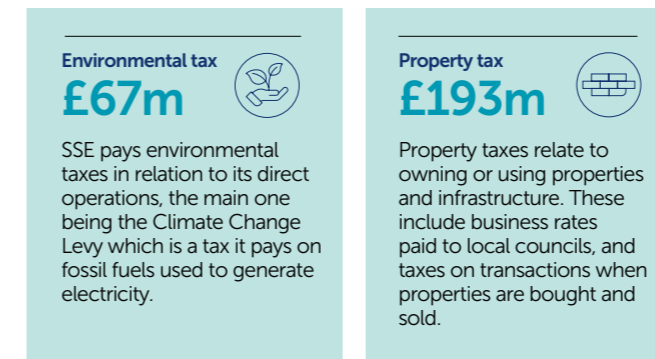 Environmental tax
£67m
SSE pays environmental
taxes in relation to its direct
operations, the main one
being the Climate Change
Levy which is a tax it pays on
fossil fuels used to generate
electricity.
Property tax
£193m
Property taxes relate to
owning or using properties
and infrastructure. These
include business rates
paid to local councils, and
taxes on transactions when
properties are bought and
sold.